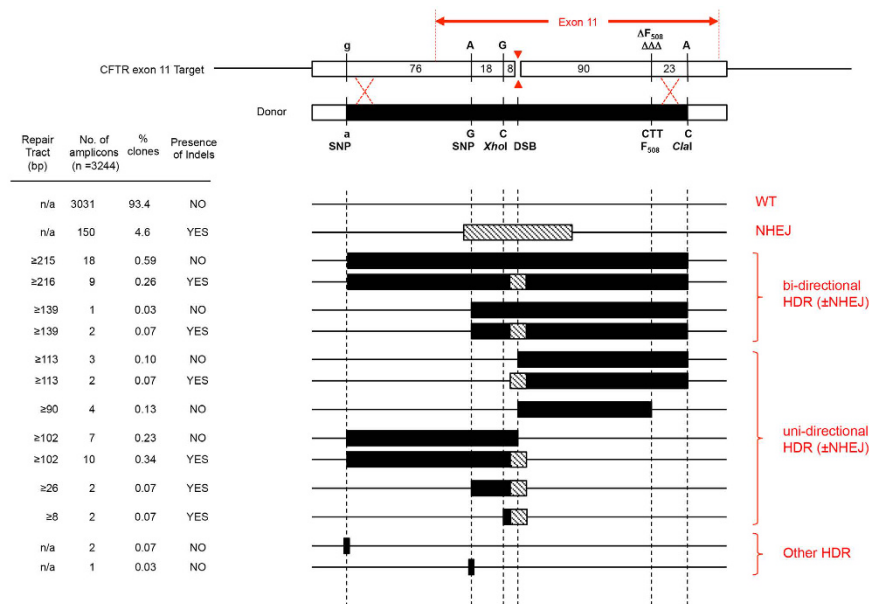 Exon 11
ΔF508
g A G ΔΔΔ A
CFTR exon 11 Target 76 18 8 90 23
Donor
a G C CTT C
SNP SNP XhoI DSB F508 ClaI
Repair Tract (bp) No. of amplicons (n =3244) % clones Presence of Indels
n/a 3031 93.4 NO WT
n/a 150 4.6 YES NHEJ
≥215 18 0.59 NO
≥216 9 0.26 YES
bi-directional
HDR (±NHEJ)
≥139 1 0.03 NO
≥139 2 0.07 YES
≥113 3 0.10 NO
≥113 2 0.07 YES
≥90 4 0.13 NO
≥102 7 0.23 NO
uni-directional
HDR (±NHEJ)
≥102 10 0.34 YES
≥26 2 0.07 YES
≥8 2 0.07 YES
n/a 2 0.07 NO
Other HDR
n/a 1 0.03 NO